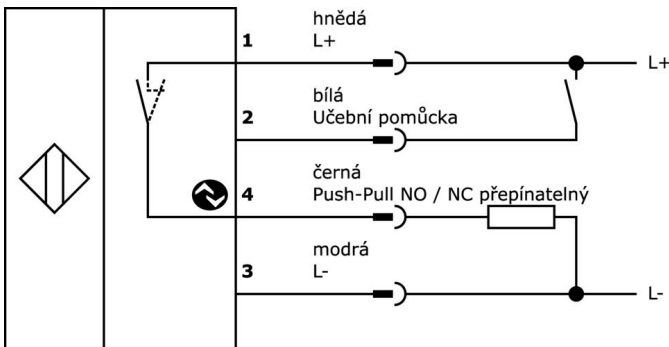 hnědá
1 L+
L+
bílá
2 Učební pomůcka
černá
4 Push-Pull NO / NC přepínatelný
modrá
3 L-
L-